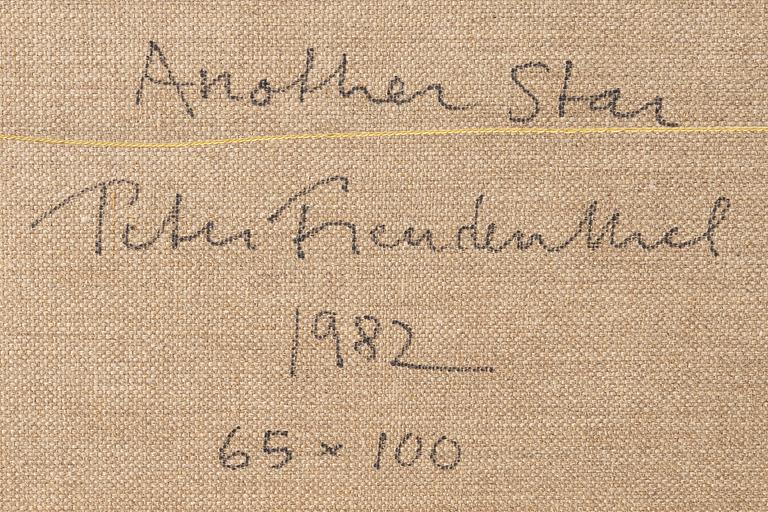 Another Star
Peter Freudenthal
1982
65 × 100